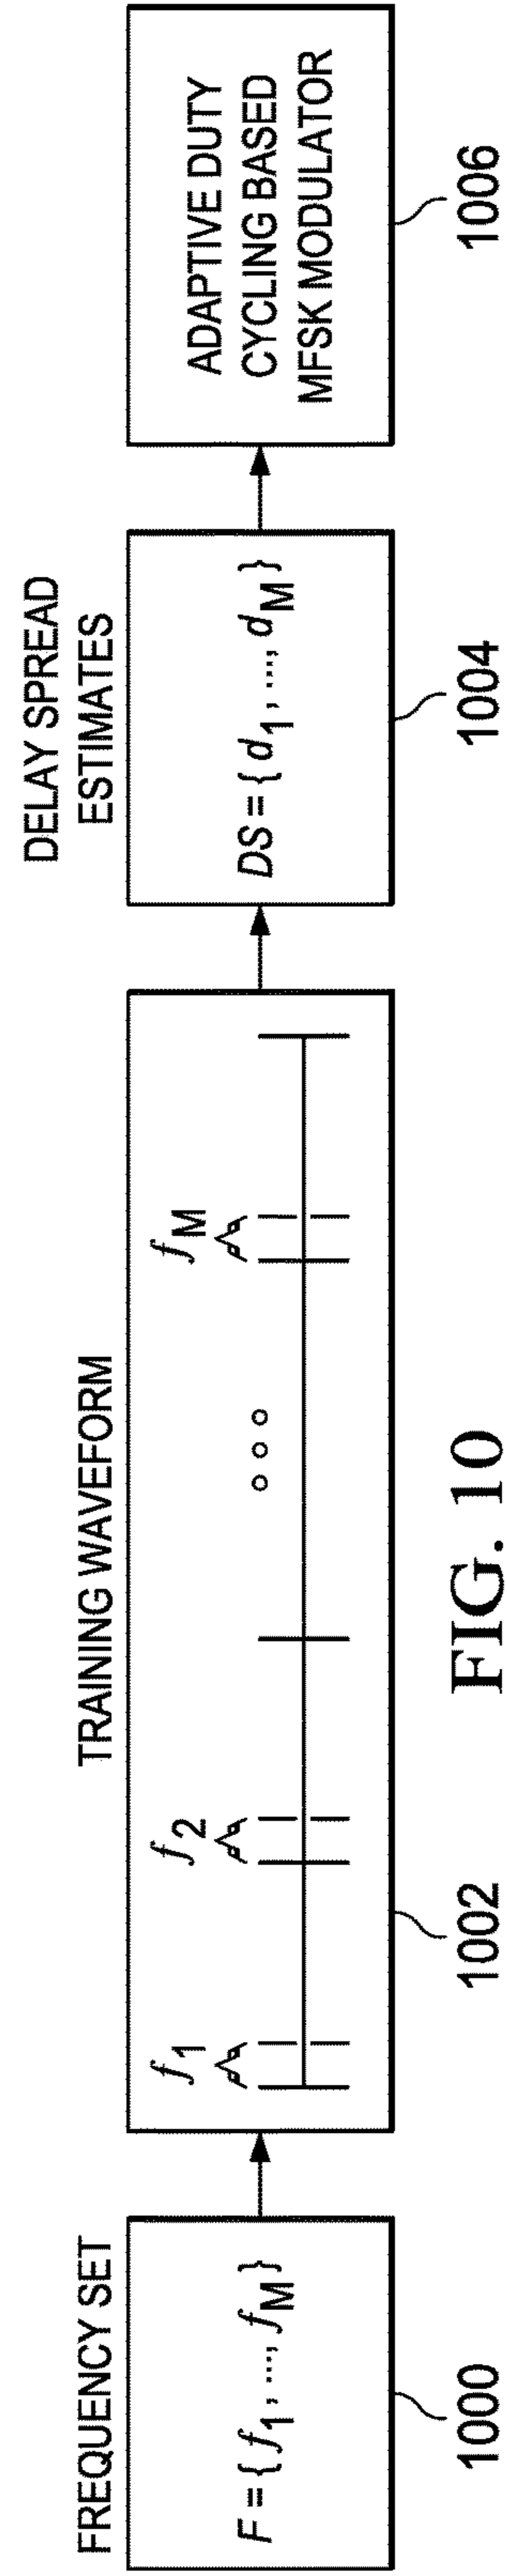 FREQUENCY SET
F = { f1 , ..., fM }
1000
TRAINING WAVEFORM
f1
f2
fM
1002
DELAY SPREAD
ESTIMATES
DS = { d1 , ..., dM }
1004
ADAPTIVE DUTY
CYCLING BASED
MFSK MODULATOR
1006
FIG. 10